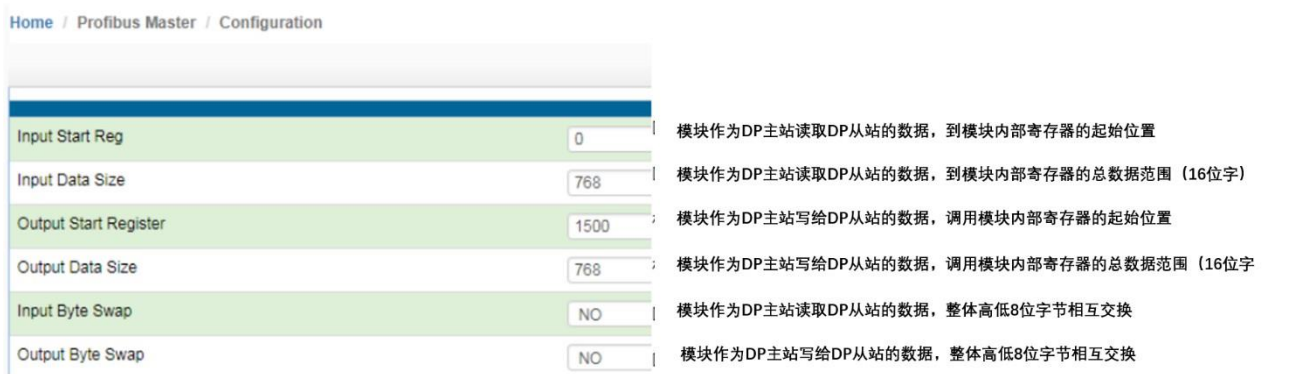 Home / Profibus Master / Configuration
Input Start Reg 0 模块作为DP主站读取DP从站的数据，到模块内部寄存器的起始位置
Input Data Size 768 模块作为DP主站读取DP从站的数据，到模块内部寄存器的总数据范围（16位字）
Output Start Register 1500 模块作为DP主站写给DP从站的数据，调用模块内部寄存器的起始位置
Output Data Size 768 模块作为DP主站写给DP从站的数据，调用模块内部寄存器的总数据范围（16位字
Input Byte Swap NO 模块作为DP主站读取DP从站的数据，整体高低8位字节相互交换
Output Byte Swap NO 模块作为DP主站写给DP从站的数据，整体高低8位字节相互交换